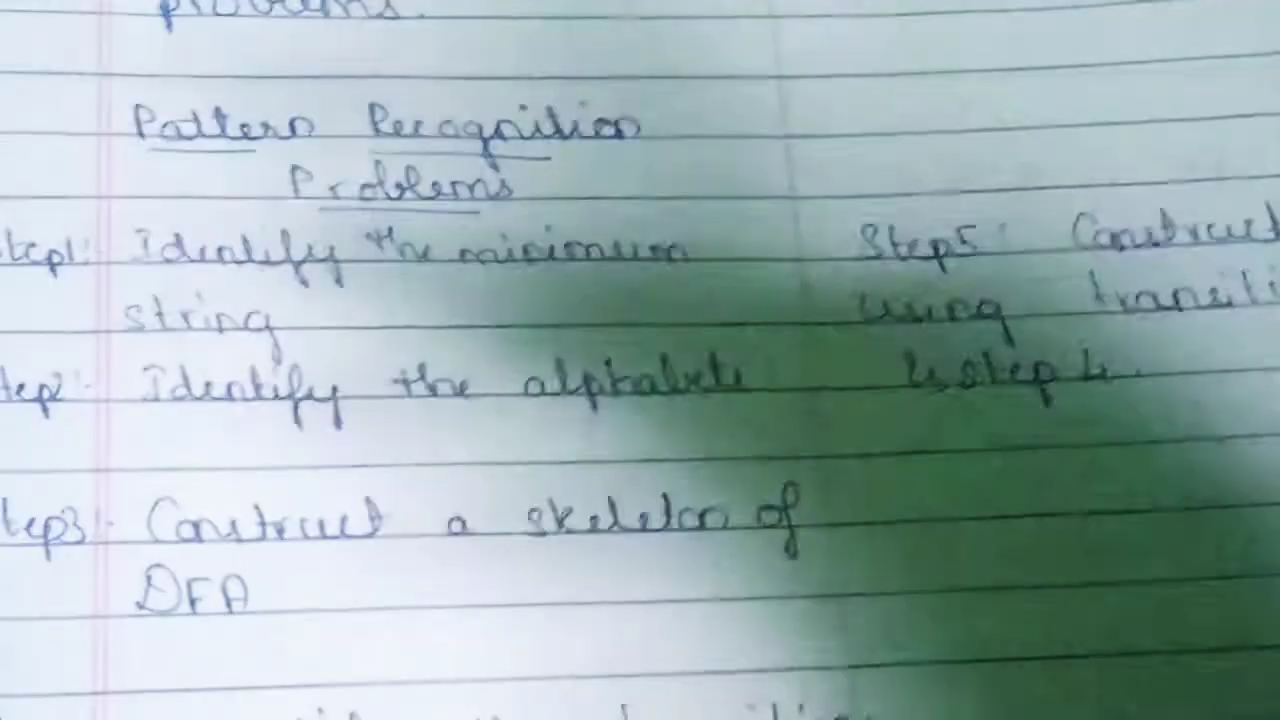 problems.
Pattern Recognition
Problems
Step1: Identify the minimum
string
Step2: Identify the alphabets
Step3: Construct a skeleton of
DFA
Step5: Construct
using transiti
& step 4.